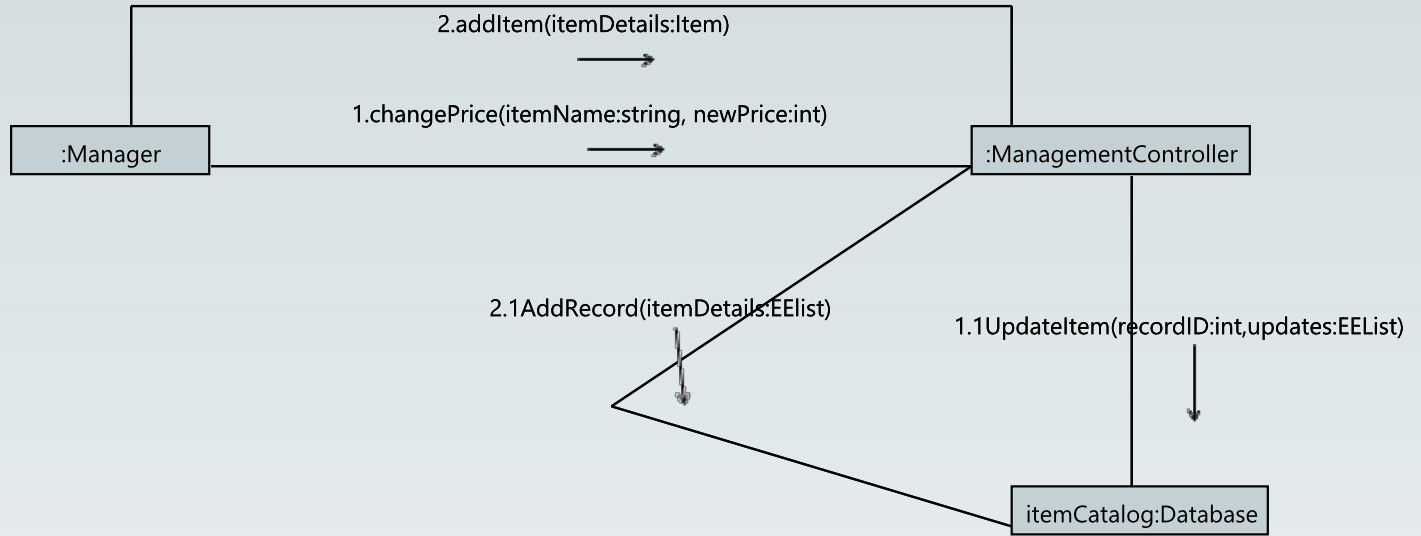 2.addItem(itemDetails:Item)
1.changePrice(itemName:string, newPrice:int)
:Manager
:ManagementController
2.1AddRecord(itemDetails:EElist)
1.1UpdateItem(recordID:int,updates:EEList)
itemCatalog:Database